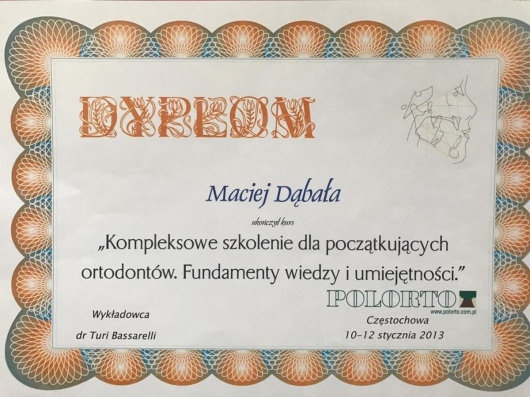 DYPLOM
Maciej Dąbała
ukończył kurs
„Kompleksowe szkolenie dla początkujących
ortodontów. Fundamenty wiedzy i umiejętności.”
POLORTO
www.polorto.com.pl
Wykładowca
Częstochowa
dr Turi Bassarelli
10-12 stycznia 2013